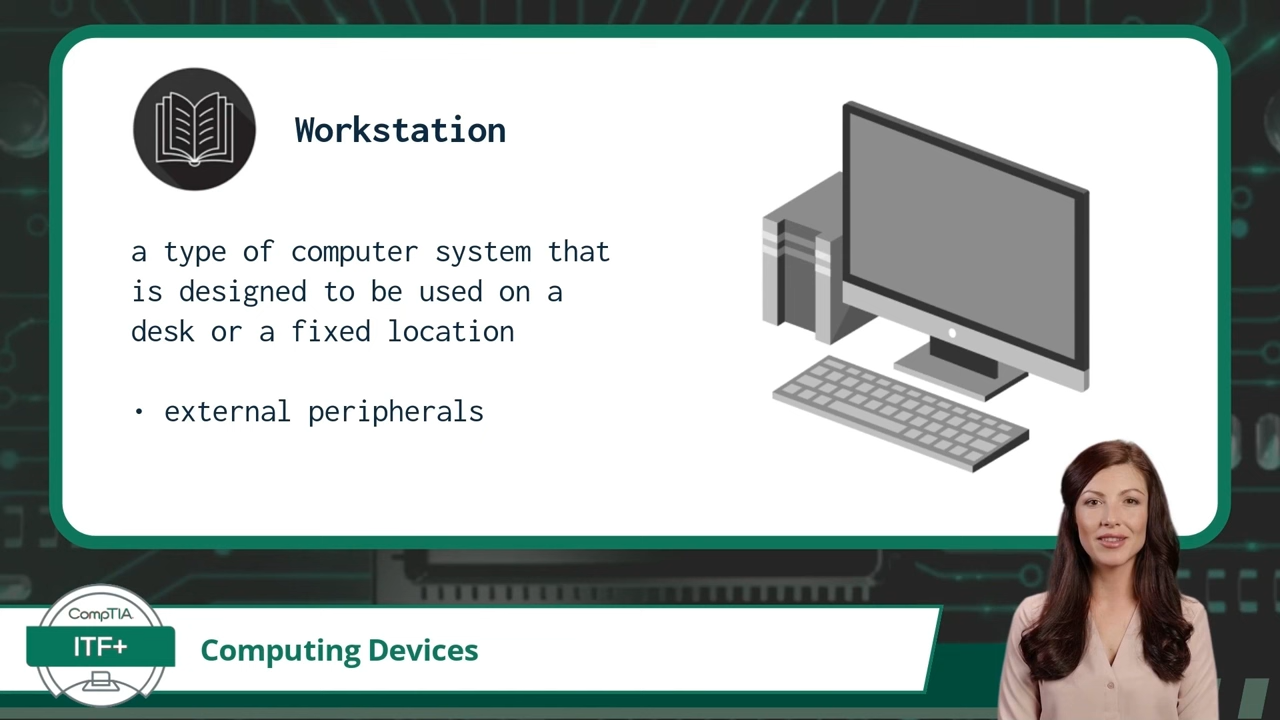 Workstation
a type of computer system that
is designed to be used on a
desk or a fixed location
• external peripherals
CompTIA
ITF+
Computing Devices